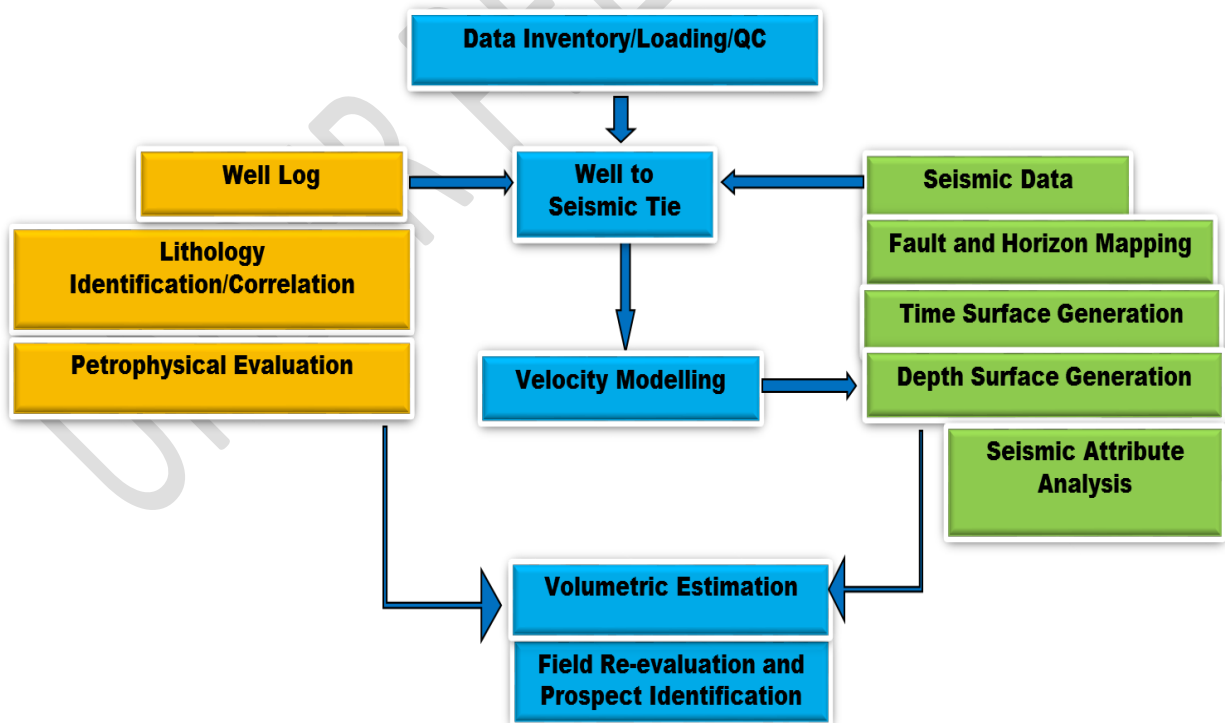 Data Inventory/Loading/QC
Well Log
Well to
Seismic Tie
Seismic Data
Lithology
Identification/Correlation
Fault and Horizon Mapping
Time Surface Generation
Petrophysical Evaluation
Velocity Modelling
Depth Surface Generation
Seismic Attribute
Analysis
Volumetric Estimation
Field Re-evaluation and
Prospect Identification